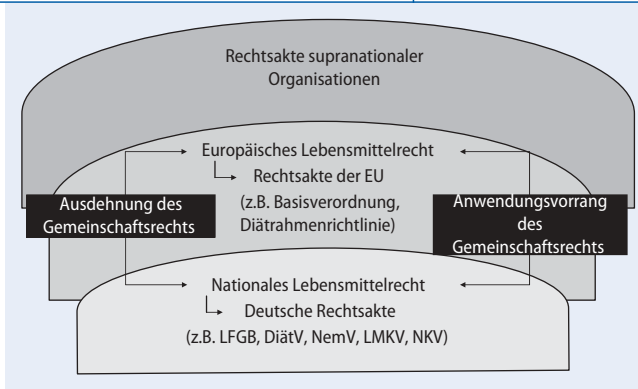 Rechtsakte supranationaler
Organisationen
Europäisches Lebensmittelrecht
Rechtsakte der EU
(z.B. Basisverordnung,
Diätrahmenrichtlinie)
Ausdehnung des
Gemeinschaftsrechts
Anwendungsvorrang
des
Gemeinschaftsrechts
Nationales Lebensmittelrecht
Deutsche Rechtsakte
(z.B. LFGB, DiätV, NemV, LMKV, NKV)